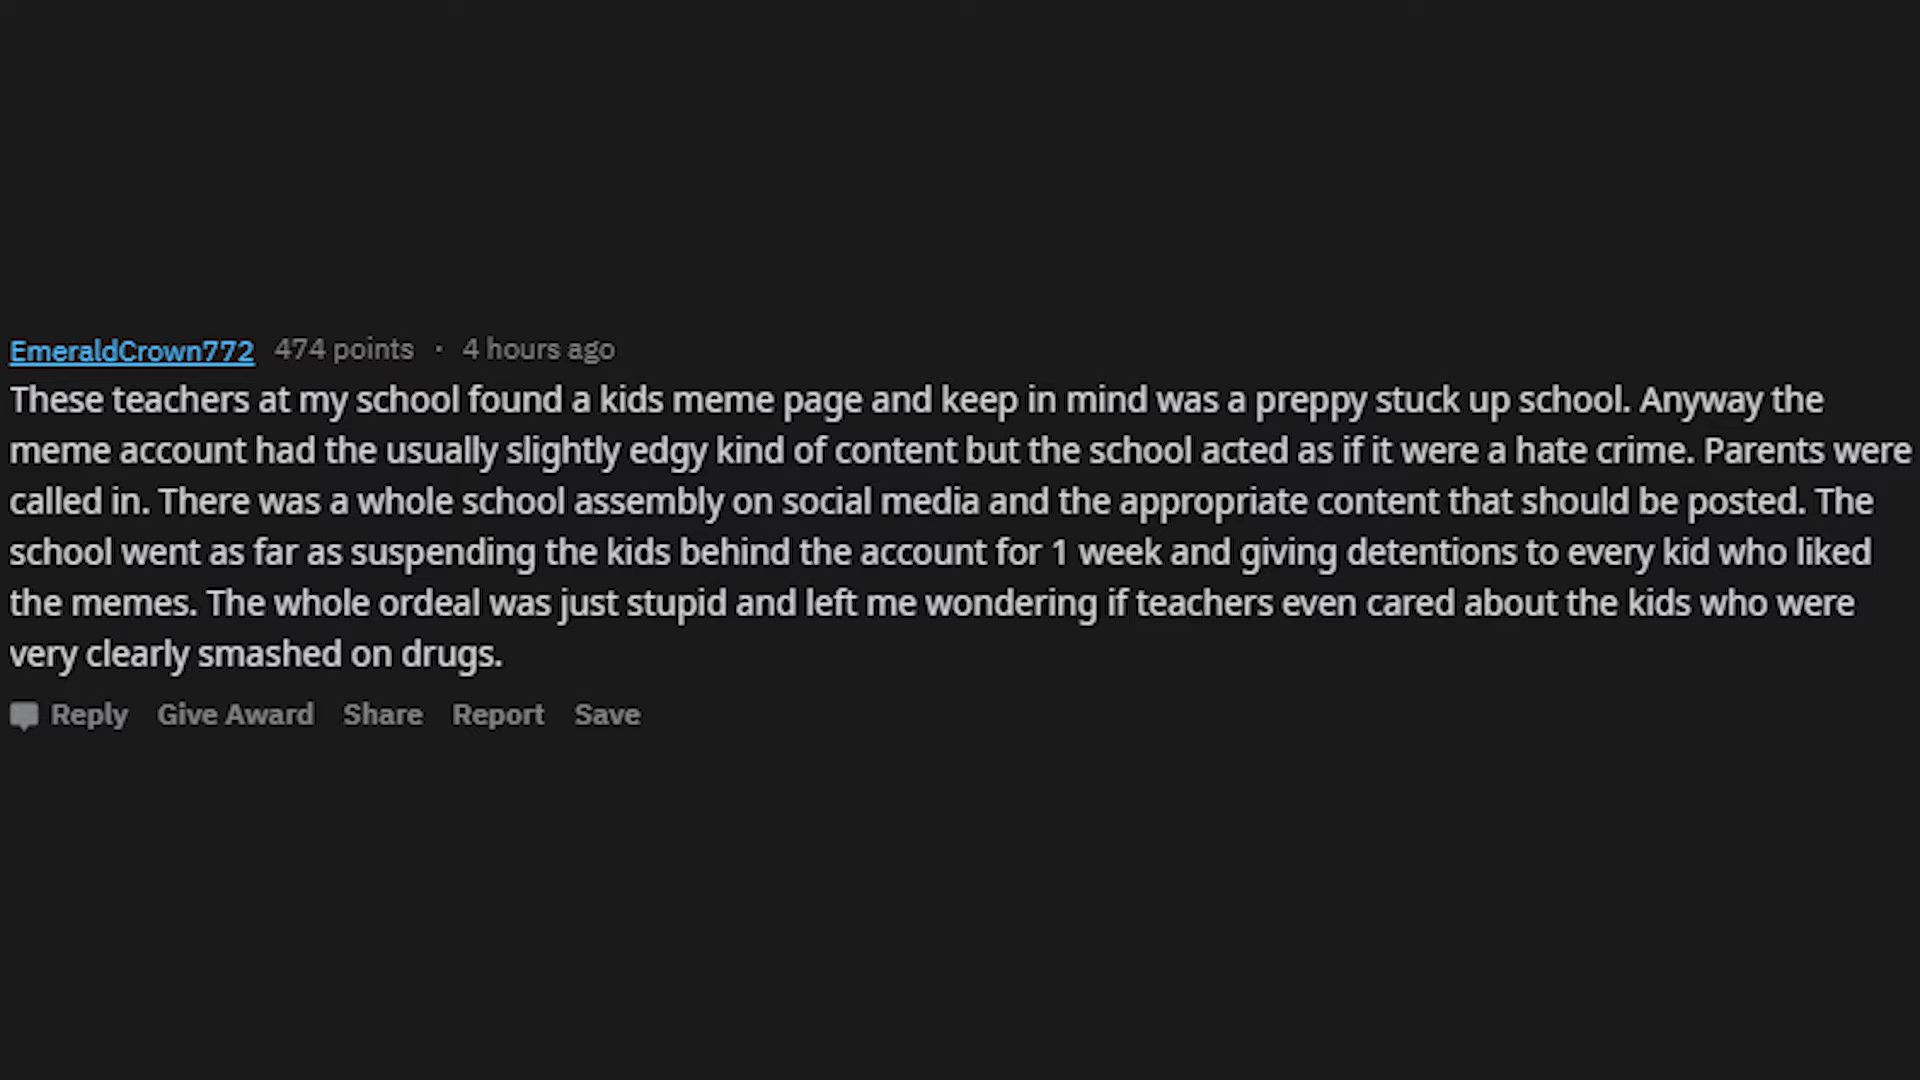 EmeraldCrown772 474 points · 4 hours ago
These teachers at my school found a kids meme page and keep in mind was a preppy stuck up school. Anyway the
meme account had the usually slightly edgy kind of content but the school acted as if it were a hate crime. Parents were
called in. There was a whole school assembly on social media and the appropriate content that should be posted. The
school went as far as suspending the kids behind the account for 1 week and giving detentions to every kid who liked
the memes. The whole ordeal was just stupid and left me wondering if teachers even cared about the kids who were
very clearly smashed on drugs.
Reply Give Award Share Report Save